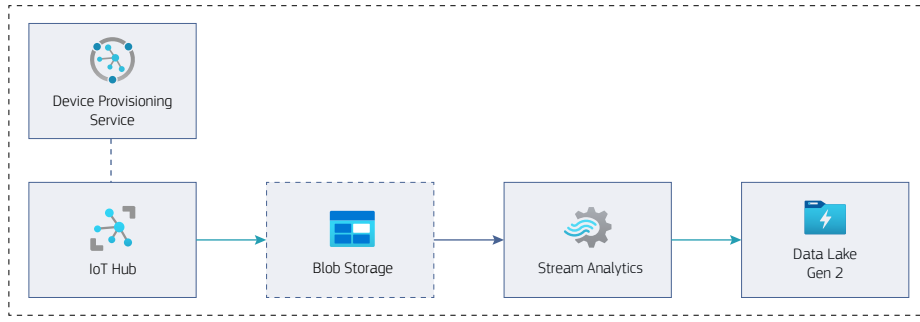 Device Provisioning
Service
IoT Hub
Blob Storage
Stream Analytics
Data Lake
Gen 2